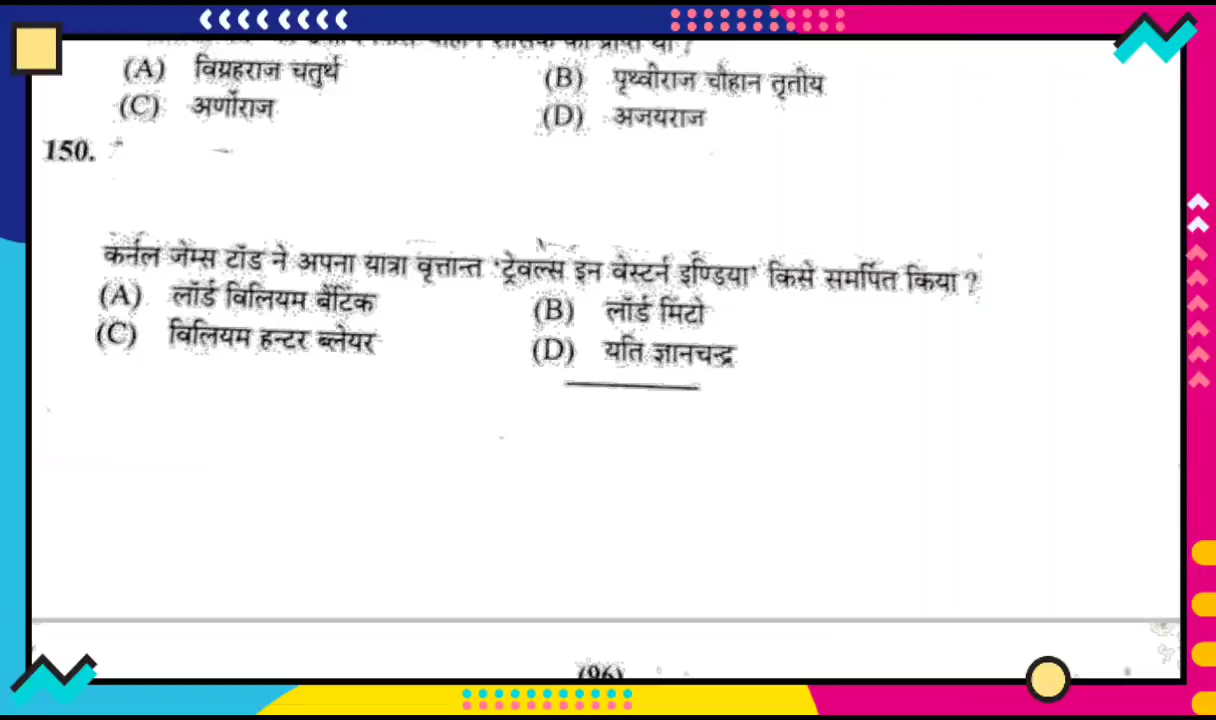 (A) विग्रहराज चतुर्थ (B) पृथ्वीराज चौहान तृतीय
(C) अर्णोराज (D) अजयराज
150.
कर्नल जेम्स टॉड ने अपना यात्रा वृत्तान्त 'ट्रेवल्स इन वेस्टर्न इण्डिया' किसे समर्पित किया ?
(A) लॉर्ड विलियम बैंटिक (B) लॉर्ड मिंटो
(C) विलियम हन्टर ब्लेयर (D) यति ज्ञानचन्द्र
(96)